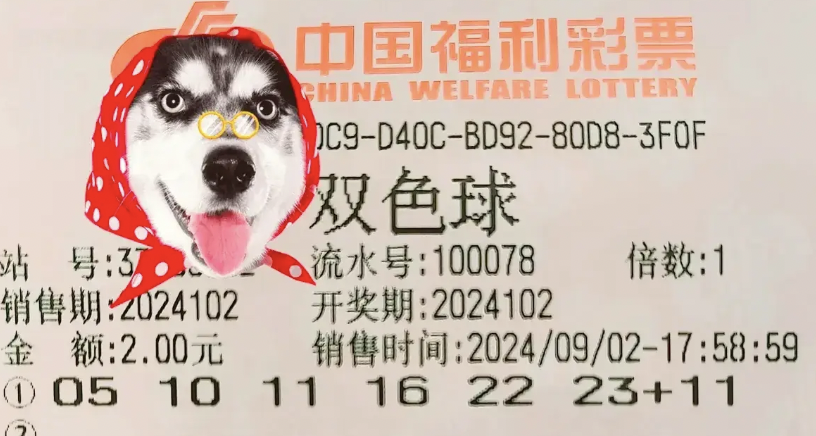 中国福利彩票
CHINA WELFARE LOTTERY
0C9-D40C-BD92-80D8-3F0F
双色球
站 号:37 流水号:100078 倍数:1
销售期:2024102 开奖期:2024102
金 额:2.00元 销售时间:2024/09/02-17:58:59
① 05 10 11 16 22 23+11
②